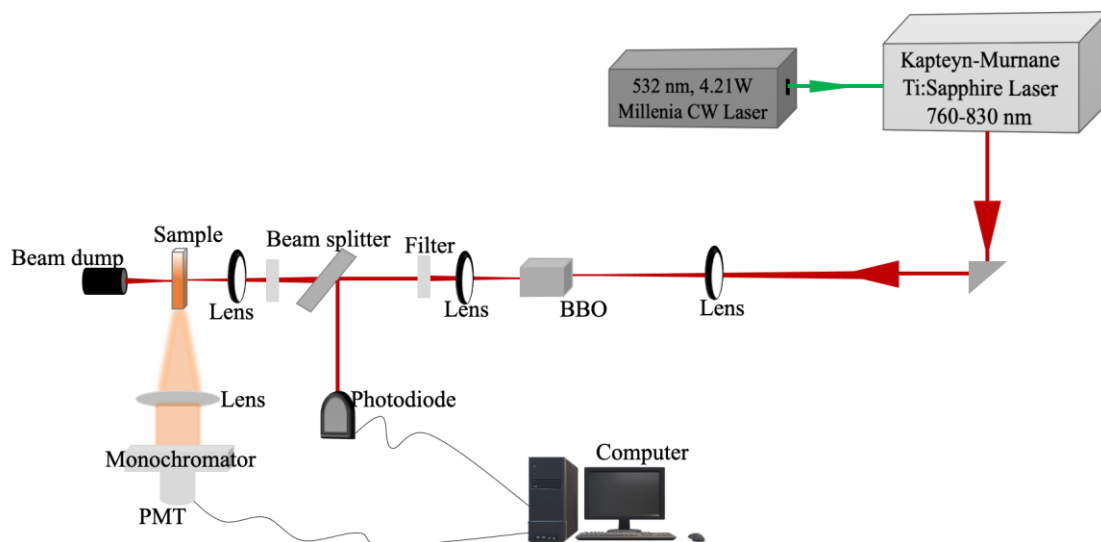 532 nm, 4.21W
Millenia CW Laser
Kapteyn-Murnane
Ti:Sapphire Laser
760-830 nm
Beam dump
Sample
Lens
Beam splitter
Filter
Lens
BBO
Lens
Lens
Photodiode
Monochromator
PMT
Computer